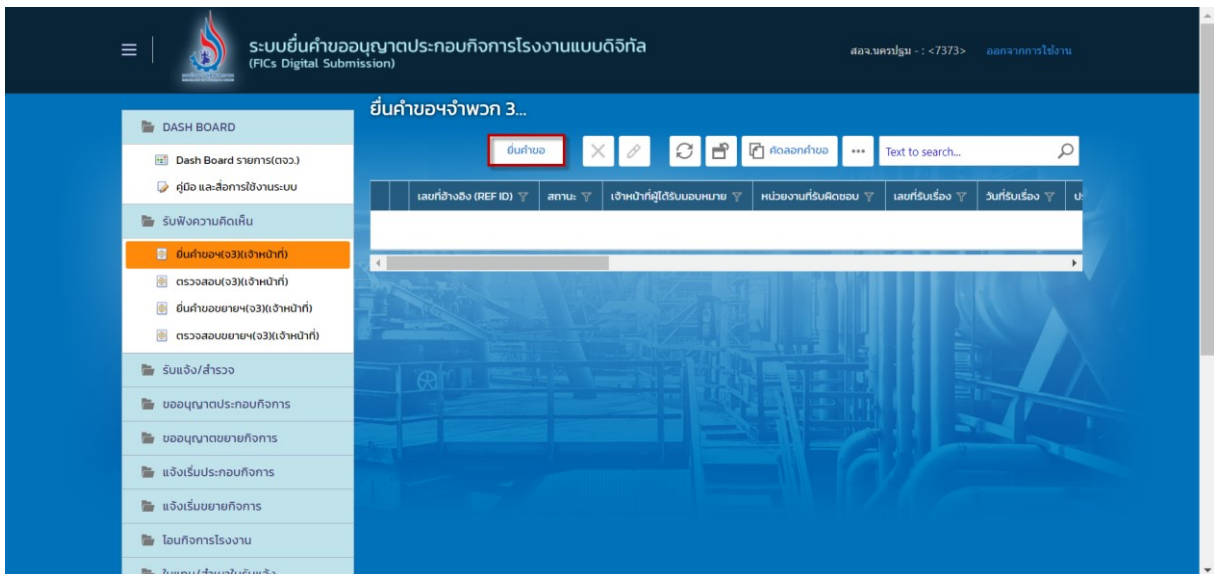 ระบบยื่นคำขออนุญาตประกอบกิจการโรงงานแบบดิจิทัล
(FICs Digital Submission)
สอจ.นครปฐม - : <7373> ออกจากการใช้งาน
ยื่นคำขอฯจำพวก 3...
ยื่นคำขอ คัดลอกคำขอ ... Text to search...
เลขที่อ้างอิง (REF ID) สถานะ เจ้าหน้าที่ผู้ได้รับมอบหมาย หน่วยงานที่รับผิดชอบ เลขที่รับเรื่อง วันที่รับเรื่อง
DASH BOARD
Dash Board รายการ(ตจว.)
คู่มือ และสื่อการใช้งานระบบ
รับฟังความคิดเห็น
ยื่นคำขอฯ(จ3)(เจ้าหน้าที่)
ตรวจสอบ(จ3)(เจ้าหน้าที่)
ยื่นคำขอขยายฯ(จ3)(เจ้าหน้าที่)
ตรวจสอบขยายฯ(จ3)(เจ้าหน้าที่)
รับแจ้ง/สำรวจ
ขออนุญาตประกอบกิจการ
ขออนุญาตขยายกิจการ
แจ้งเริ่มประกอบกิจการ
แจ้งเริ่มขยายกิจการ
โอนกิจการโรงงาน